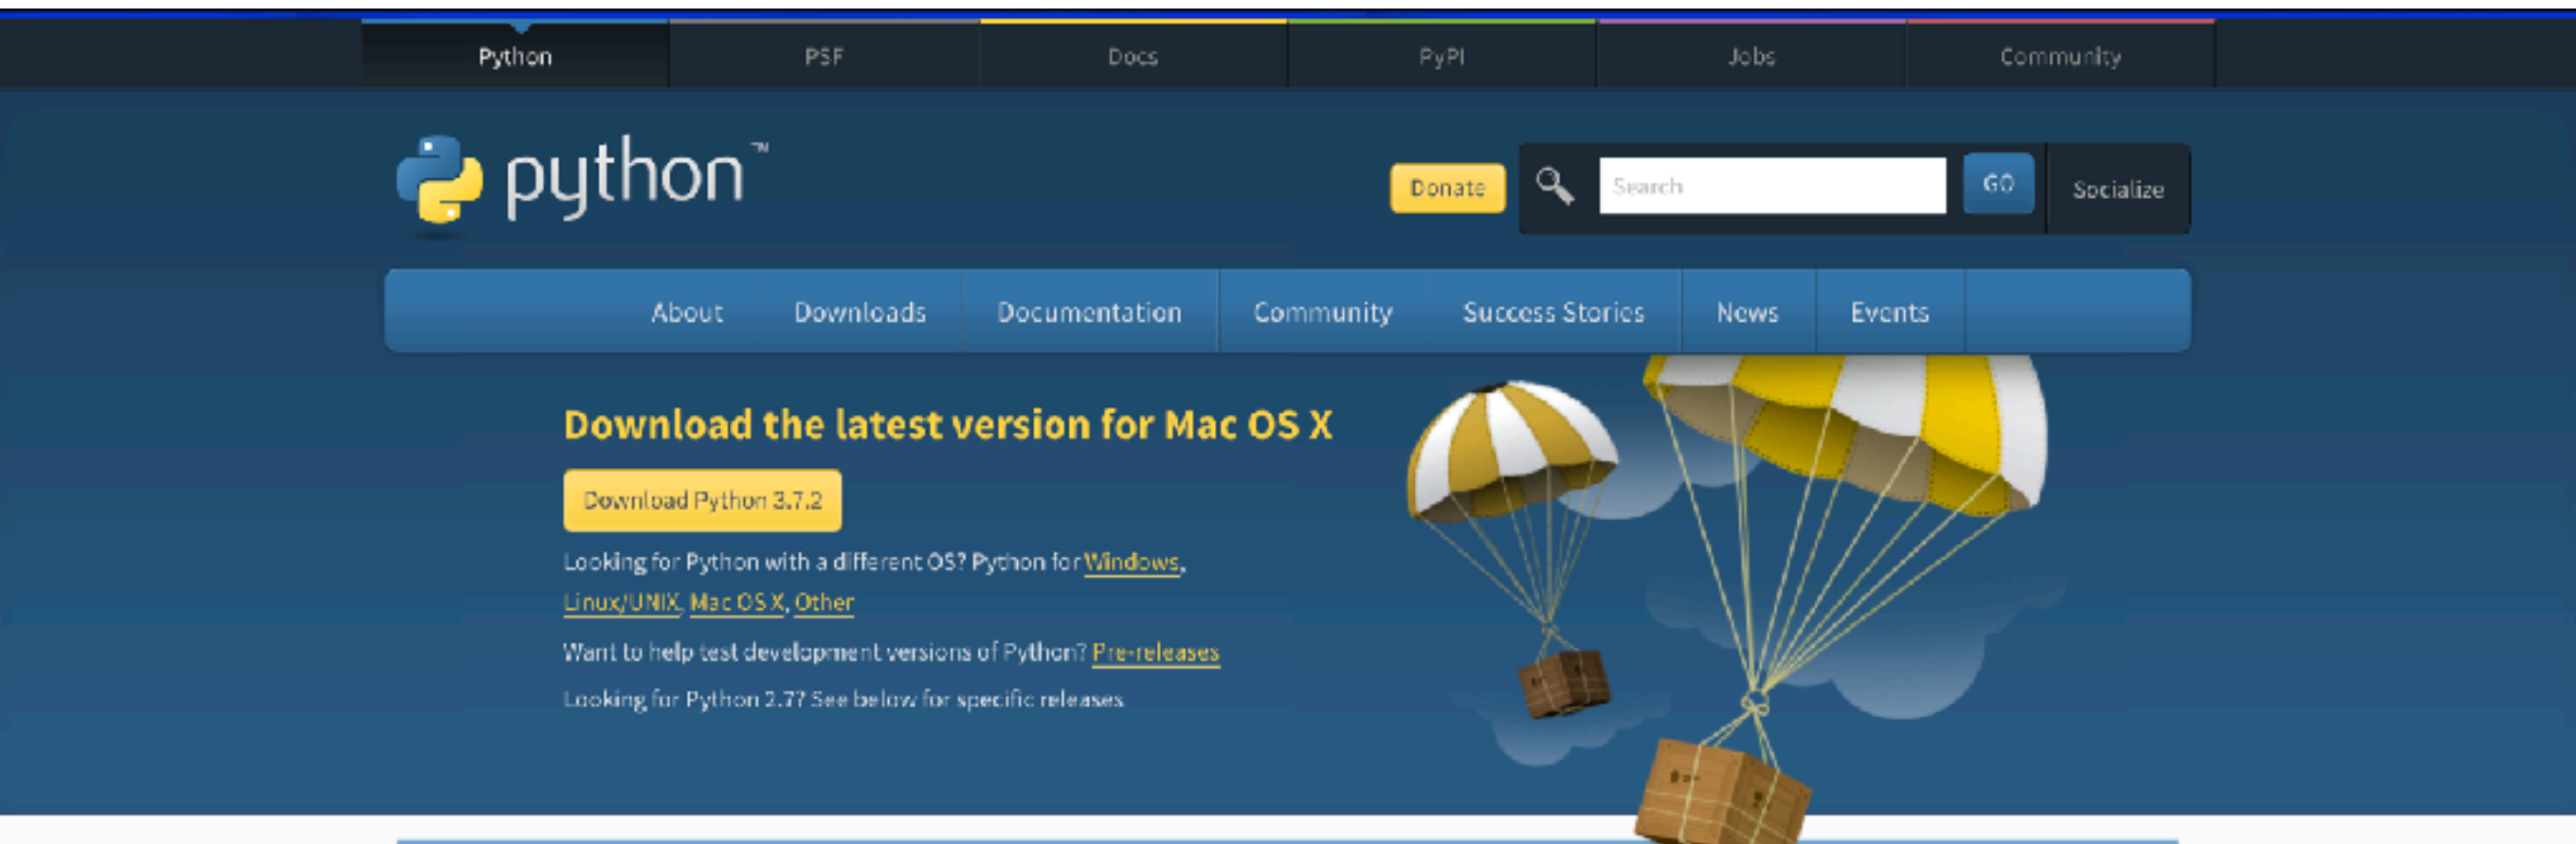 Python PSF Docs PyPI Jobs Community
python™
Donate Search GO Socialize
About Downloads Documentation Community Success Stories News Events
Download the latest version for Mac OS X
Download Python 3.7.2
Looking for Python with a different OS? Python for Windows,
Linux/UNIX, Mac OS X, Other
Want to help test development versions of Python? Pre-releases
Looking for Python 2.7? See below for specific releases